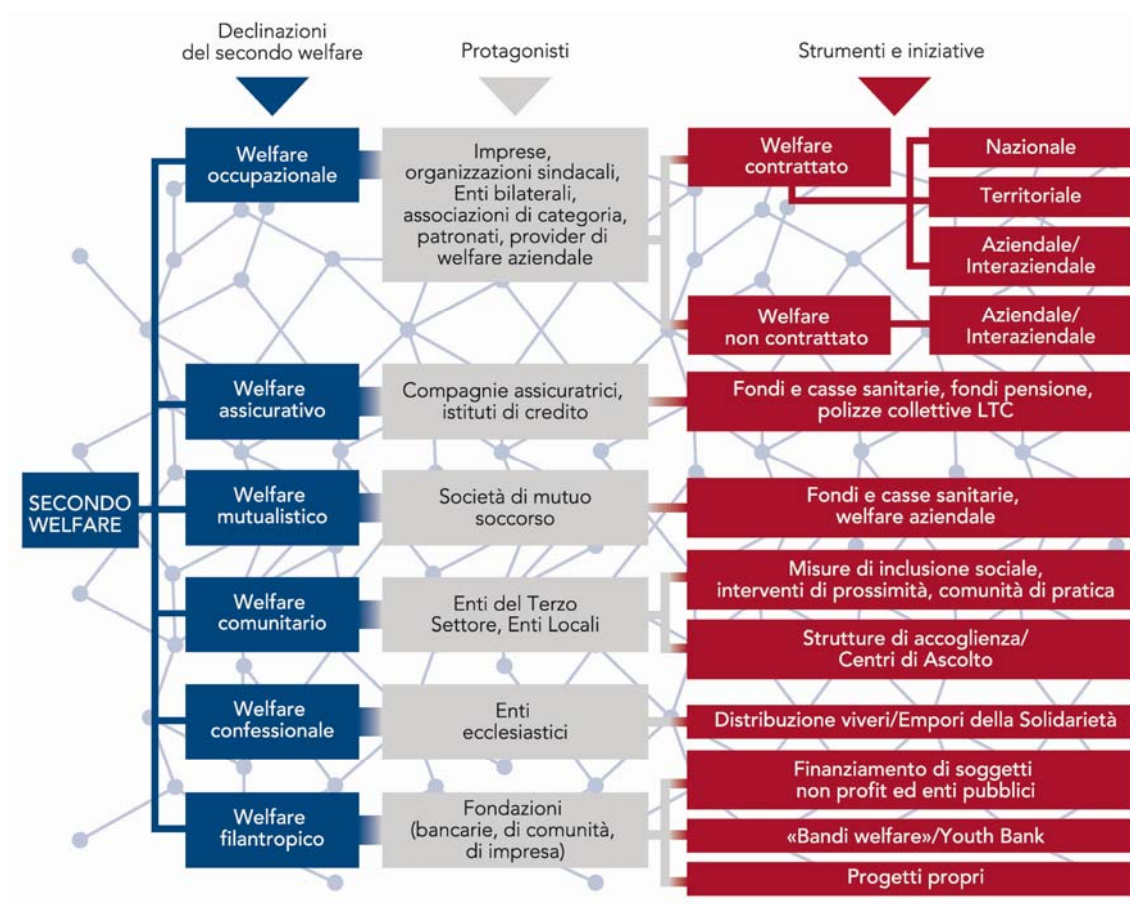 Declinazioni
del secondo welfare
Protagonisti
Strumenti e iniziative
SECONDO
WELFARE
Welfare
occupazionale
Imprese,
organizzazioni sindacali,
Enti bilaterali,
associazioni di categoria,
patronati, provider di
welfare aziendale
Welfare
contrattato
Nazionale
Territoriale
Aziendale/
Interaziendale
Welfare
non contrattato
Aziendale/
Interaziendale
Welfare
assicurativo
Compagnie assicuratrici,
istituti di credito
Fondi e casse sanitarie, fondi pensione,
polizze collettive LTC
Welfare
mutualistico
Società di mutuo
soccorso
Fondi e casse sanitarie,
welfare aziendale
Welfare
comunitario
Enti del Terzo
Settore, Enti Locali
Misure di inclusione sociale,
interventi di prossimità, comunità di pratica
Strutture di accoglienza/
Centri di Ascolto
Welfare
confessionale
Enti
ecclesiastici
Distribuzione viveri/Empori della Solidarietà
Welfare
filantropico
Fondazioni
(bancarie, di comunità,
di impresa)
Finanziamento di soggetti
non profit ed enti pubblici
«Bandi welfare»/Youth Bank
Progetti propri